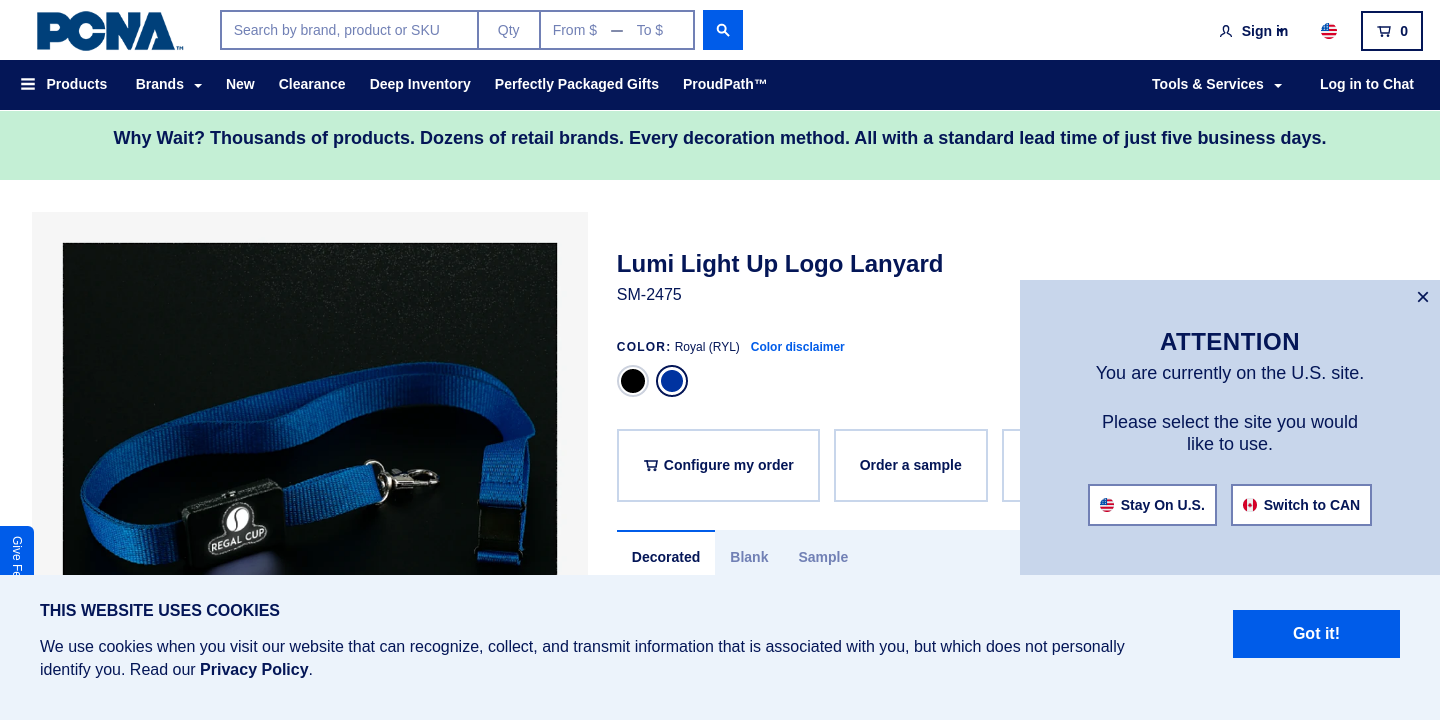 PCNA™
Search by brand, product or SKU
Qty
From $ — To $
Sign in
0
Products
Brands
New
Clearance
Deep Inventory
Perfectly Packaged Gifts
ProudPath™
Tools & Services
Log in to Chat
Why Wait? Thousands of products. Dozens of retail brands. Every decoration method. All with a standard lead time of just five business days.
REGAL CUP
Lumi Light Up Logo Lanyard
SM-2475
COLOR: Royal (RYL) Color disclaimer
Configure my order
Order a sample
Decorated
Blank
Sample
×
ATTENTION
You are currently on the U.S. site.
Please select the site you would
like to use.
Stay On U.S.
Switch to CAN
Give Fe
THIS WEBSITE USES COOKIES
We use cookies when you visit our website that can recognize, collect, and transmit information that is associated with you, but which does not personally
identify you. Read our Privacy Policy.
Got it!